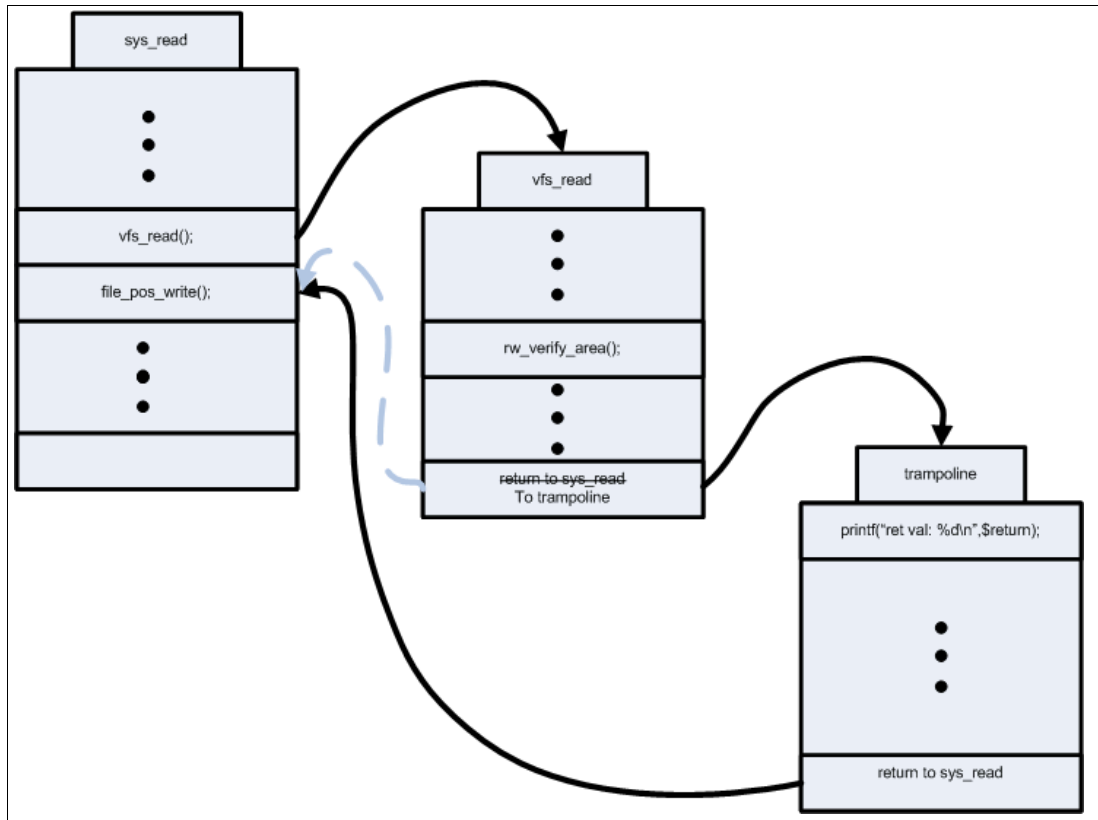 sys_read
vfs_read();
file_pos_write();
vfs_read
rw_verify_area();
return to sys_read
To trampoline
trampoline
printf("ret val: %d\n",$return);
return to sys_read